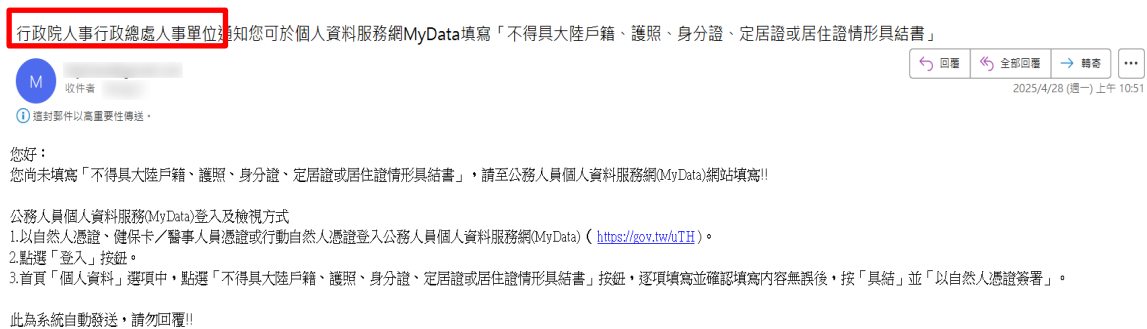 行政院人事行政總處人事單位通知您可於個人資料服務網MyData填寫「不得具大陸戶籍、護照、身分證、定居證或居住證情形具結書」
回覆 全部回覆 轉寄 ...
M
收件者
2025/4/28 (週一) 上午 10:51
這封郵件以高重要性傳送。
您好：
您尚未填寫「不得具大陸戶籍、護照、身分證、定居證或居住證情形具結書」，請至公務人員個人資料服務網(MyData)網站填寫!!
公務人員個人資料服務(MyData)登入及檢視方式
1.以自然人憑證、健保卡／醫事人員憑證或行動自然人憑證登入公務人員個人資料服務網(MyData)（ https://gov.tw/uTH )。
2.點選「登入」按鈕。
3.首頁「個人資料」選項中，點選「不得具大陸戶籍、護照、身分證、定居證或居住證情形具結書」按鈕，逐項填寫並確認填寫內容無誤後，按「具結」並「以自然人憑證簽署」。
此為系統自動發送，請勿回覆!!